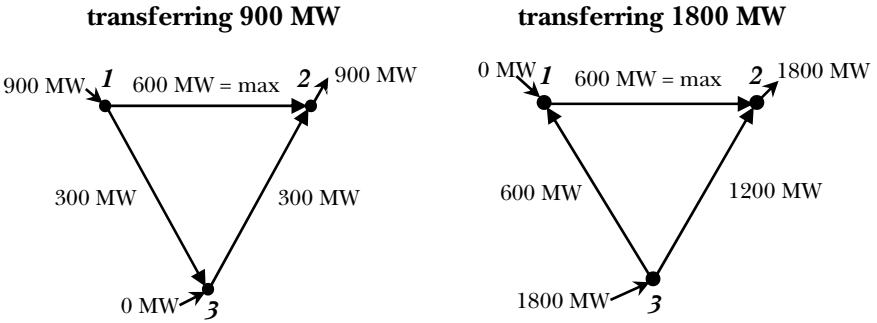 transferring 900 MW
900 MW
1
600 MW = max
2
900 MW
300 MW
300 MW
0 MW
3
transferring 1800 MW
0 MW
1
600 MW = max
2
1800 MW
600 MW
1200 MW
1800 MW
3